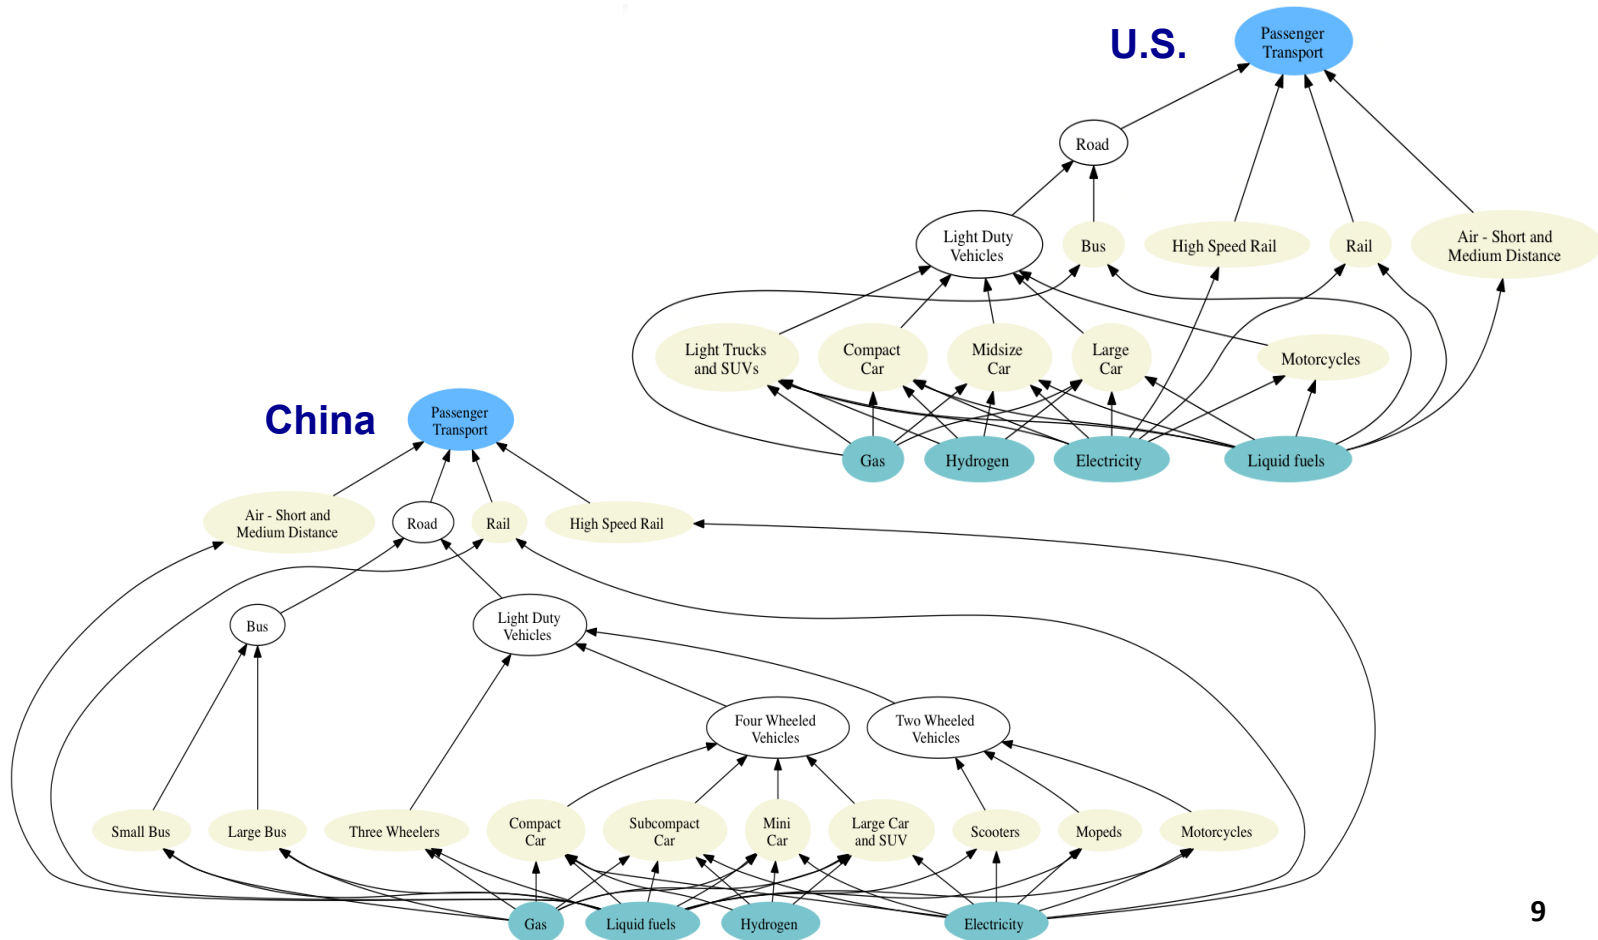 U.S.
Passenger
Transport
Road
Light Duty
Vehicles
Bus
High Speed Rail
Rail
Air - Short and
Medium Distance
Light Trucks
and SUVs
Compact
Car
Midsize
Car
Large
Car
Motorcycles
Gas
Hydrogen
Electricity
Liquid fuels
China
Passenger
Transport
Air - Short and
Medium Distance
Road
Rail
High Speed Rail
Bus
Light Duty
Vehicles
Four Wheeled
Vehicles
Two Wheeled
Vehicles
Small Bus
Large Bus
Three Wheelers
Compact
Car
Subcompact
Car
Mini
Car
Large Car
and SUV
Scooters
Mopeds
Motorcycles
Gas
Liquid fuels
Hydrogen
Electricity
9